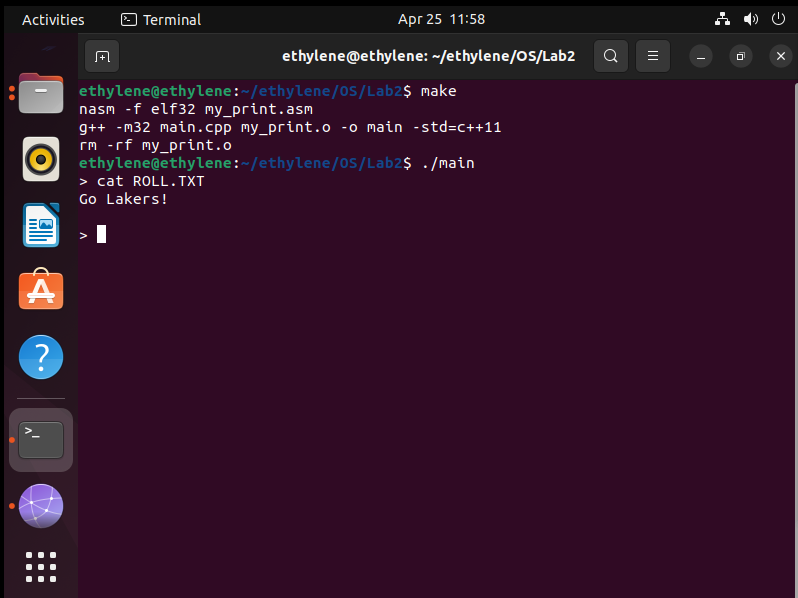 Activities
Terminal
Apr 25 11:58
ethylene@ethylene: ~/ethylene/OS/Lab2
ethylene@ethylene:~/ethylene/OS/Lab2$ make
nasm -f elf32 my_print.asm
g++ -m32 main.cpp my_print.o -o main -std=c++11
rm -rf my_print.o
ethylene@ethylene:~/ethylene/OS/Lab2$ ./main
> cat ROLL.TXT
Go Lakers!
>